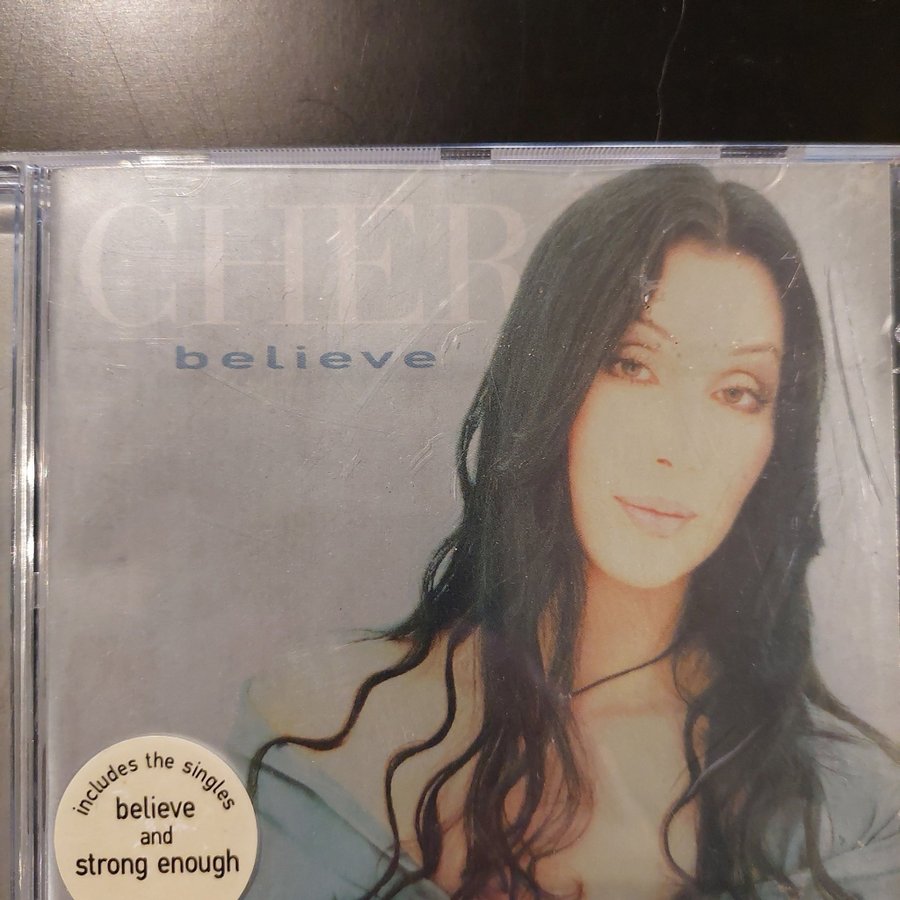 CHER
believe
includes the singles
believe
and
strong enough